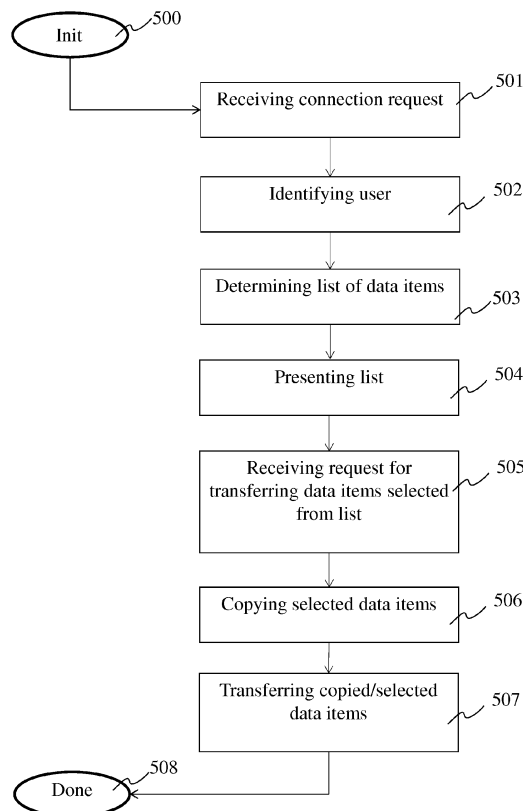 Init
500
Receiving connection request
501
Identifying user
502
Determining list of data items
503
Presenting list
504
Receiving request for
transferring data items selected
from list
505
Copying selected data items
506
Transferring copied/selected
data items
507
Done
508